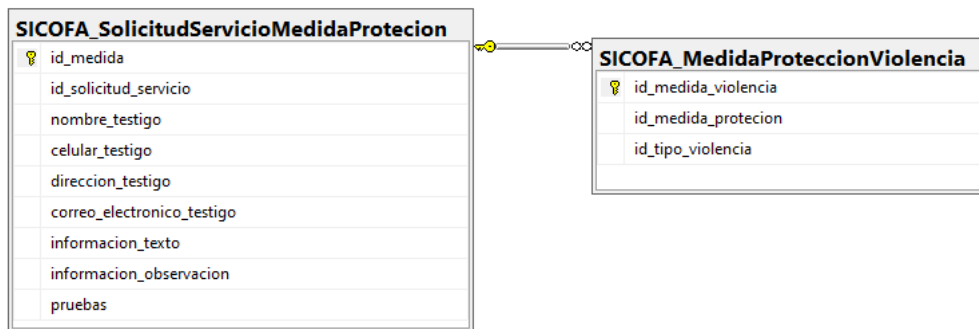 SICOFA_SolicitudServicioMedidaProtecion
id_medida
id_solicitud_servicio
nombre_testigo
celular_testigo
direccion_testigo
correo_electronico_testigo
informacion_texto
informacion_observacion
pruebas
SICOFA_MedidaProteccionViolencia
id_medida_violencia
id_medida_protecion
id_tipo_violencia